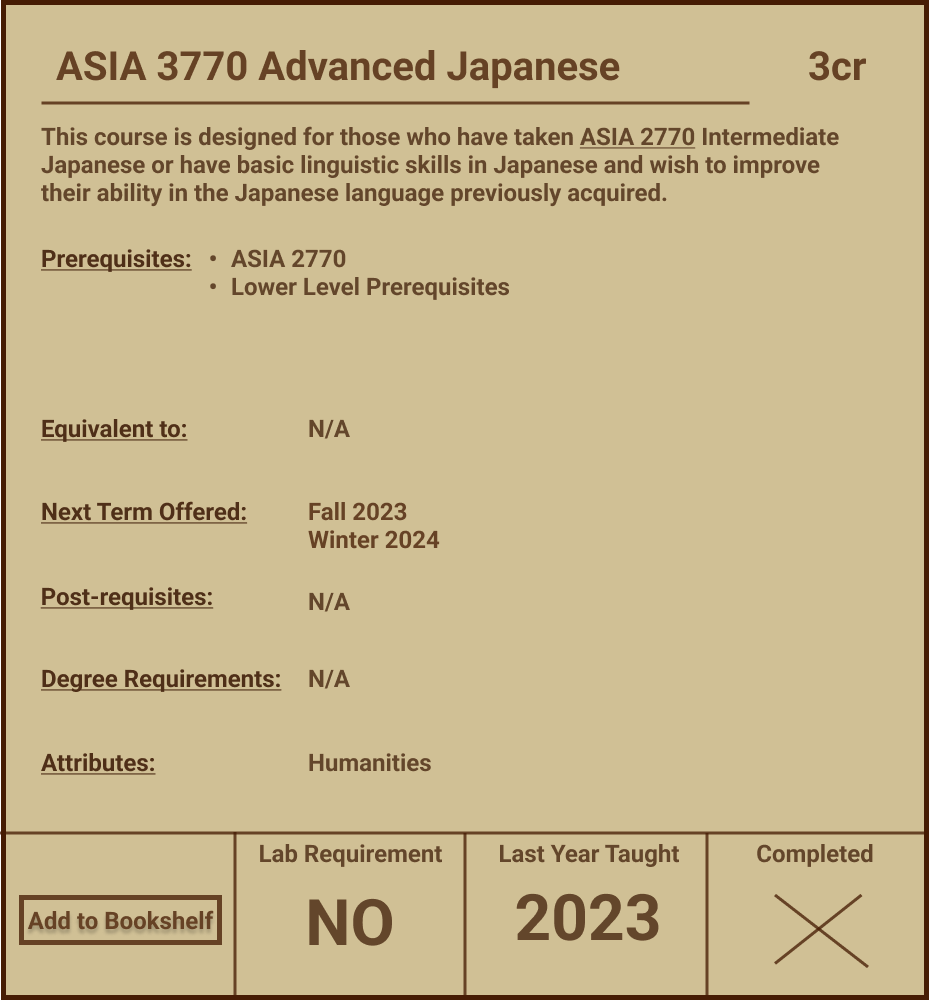 ASIA 3770 Advanced Japanese 3cr
This course is designed for those who have taken ASIA 2770 Intermediate
Japanese or have basic linguistic skills in Japanese and wish to improve
their ability in the Japanese language previously acquired.
Prerequisites: • ASIA 2770
• Lower Level Prerequisites
Equivalent to: N/A
Next Term Offered: Fall 2023
Winter 2024
Post-requisites: N/A
Degree Requirements: N/A
Attributes: Humanities
Add to Bookshelf
Lab Requirement
NO
Last Year Taught
2023
Completed